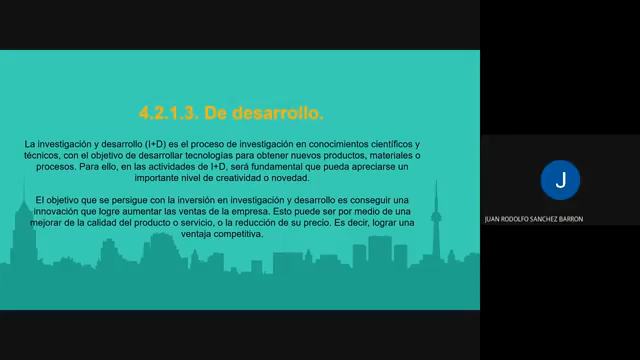 4.2.1.3. De desarrollo.
La investigación y desarrollo (I+D) es el proceso de investigación en conocimientos científicos y
técnicos, con el objetivo de desarrollar tecnologías para obtener nuevos productos, materiales o
procesos. Para ello, en las actividades de I+D, será fundamental que pueda apreciarse un
importante nivel de creatividad o novedad.
El objetivo que se persigue con la inversión en investigación y desarrollo es conseguir una
innovación que logre aumentar las ventas de la empresa. Esto puede ser por medio de una
mejorar de la calidad del producto o servicio, o la reducción de su precio. Es decir, lograr una
ventaja competitiva.
J
JUAN RODOLFO SANCHEZ BARRON